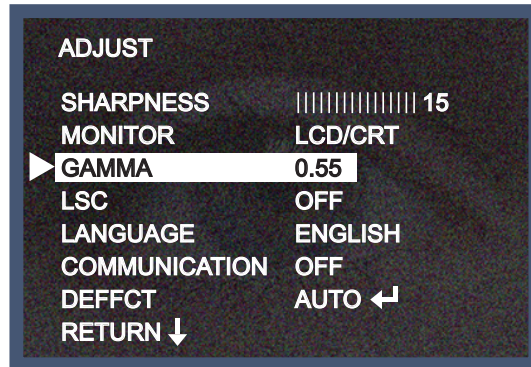 ADJUST
SHARPNESS |||||||||||||||| 15
MONITOR LCD/CRT
GAMMA 0.55
LSC OFF
LANGUAGE ENGLISH
COMMUNICATION OFF
DEFFCT AUTO
RETURN